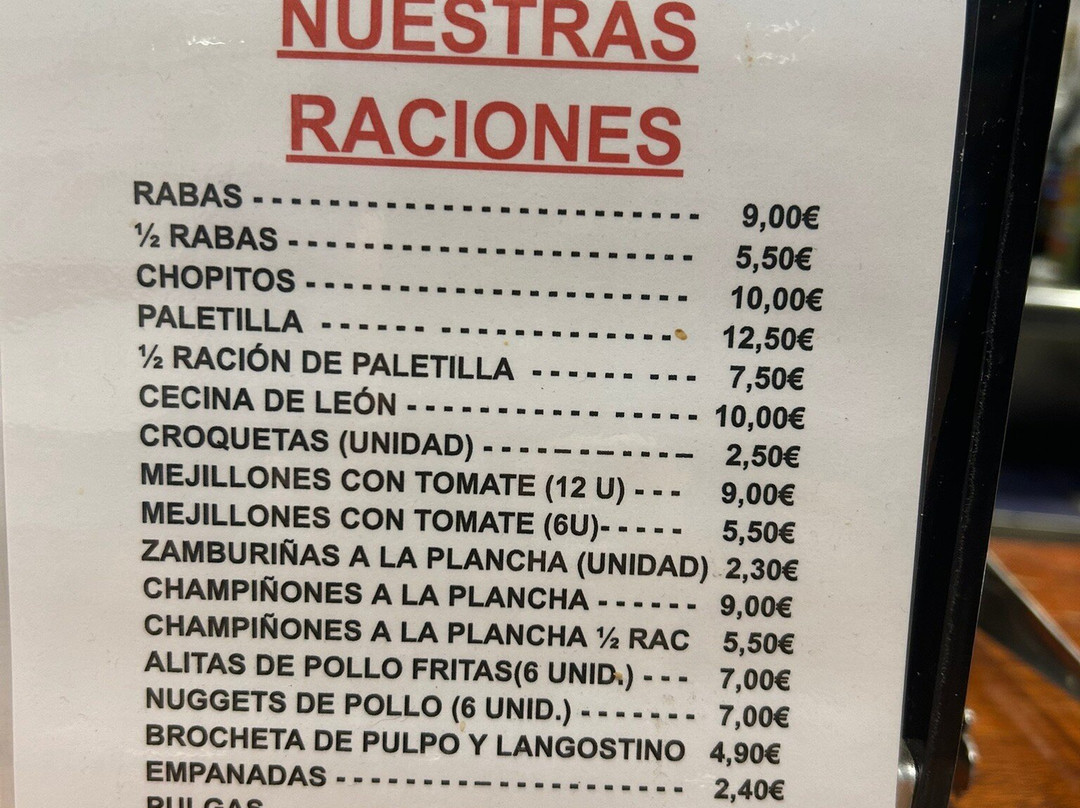 NUESTRAS
RACIONES
RABAS - - - - - - - - - - - - - - - - - - - - - - - - - 9,00€
½ RABAS - - - - - - - - - - - - - - - - - - - - - - - 5,50€
CHOPITOS - - - - - - - - - - - - - - - - - - - - - - 10,00€
PALETILLA - - - - - - - - - - - - - - - - - - - 12,50€
½ RACIÓN DE PALETILLA - - - - - - - - - 7,50€
CECINA DE LEÓN - - - - - - - - - - - - - - - - 10,00€
CROQUETAS (UNIDAD) - - - - - - - - - - - - 2,50€
MEJILLONES CON TOMATE (12 U) - - - 9,00€
MEJILLONES CON TOMATE (6U)- - - - - 5,50€
ZAMBURIÑAS A LA PLANCHA (UNIDAD) 2,30€
CHAMPIÑONES A LA PLANCHA - - - - - - 9,00€
CHAMPIÑONES A LA PLANCHA ½ RAC 5,50€
ALITAS DE POLLO FRITAS(6 UNID.) - - - 7,00€
NUGGETS DE POLLO (6 UNID.) - - - - - - - 7,00€
BROCHETA DE PULPO Y LANGOSTINO 4,90€
EMPANADAS - - - - - - - - - - - - - - - - - - - - 2,40€
PULGAS